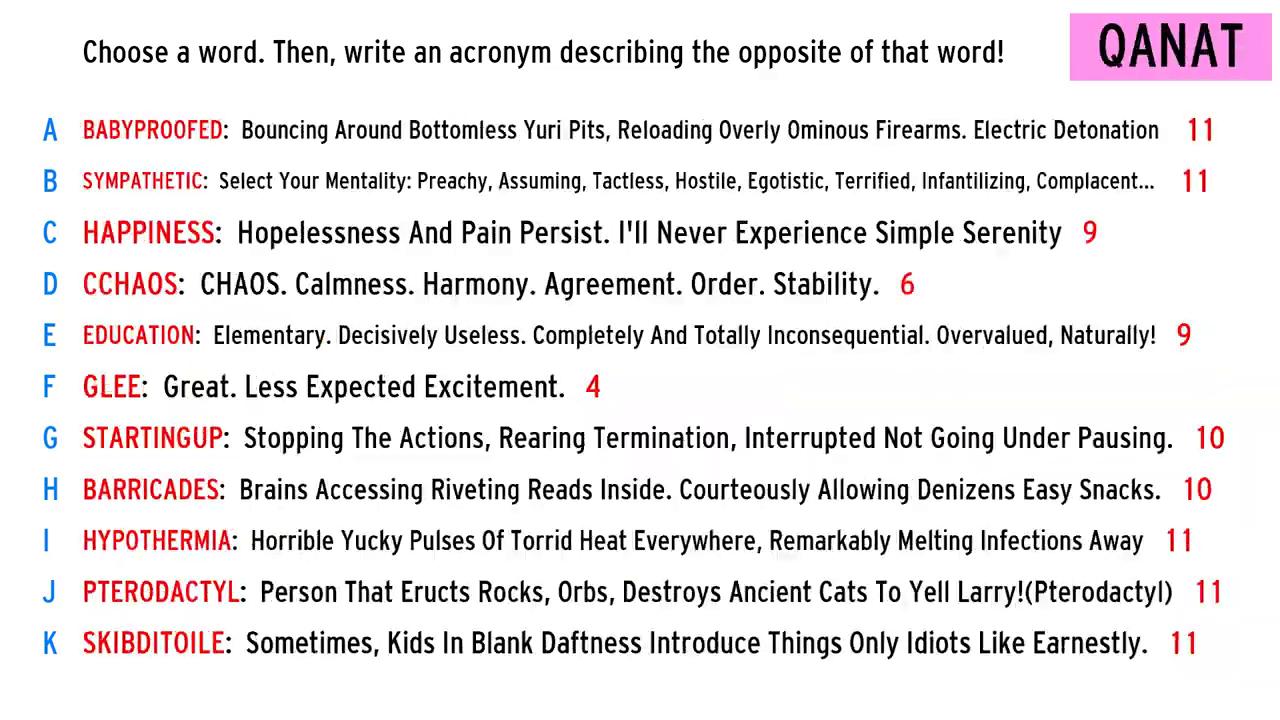 Choose a word. Then, write an acronym describing the opposite of that word!
QANAT
A BABYPROOFED: Bouncing Around Bottomless Yuri Pits, Reloading Overly Ominous Firearms. Electric Detonation 11
B SYMPATHETIC: Select Your Mentality: Preachy, Assuming, Tactless, Hostile, Egotistic, Terrified, Infantilizing, Complacent... 11
C HAPPINESS: Hopelessness And Pain Persist. I'll Never Experience Simple Serenity 9
D CCHAOS: CHAOS. Calmness. Harmony. Agreement. Order. Stability. 6
E EDUCATION: Elementary. Decisively Useless. Completely And Totally Inconsequential. Overvalued, Naturally! 9
F GLEE: Great. Less Expected Excitement. 4
G STARTINGUP: Stopping The Actions, Rearing Termination, Interrupted Not Going Under Pausing. 10
H BARRICADES: Brains Accessing Riveting Reads Inside. Courteously Allowing Denizens Easy Snacks. 10
I HYPOTHERMIA: Horrible Yucky Pulses Of Torrid Heat Everywhere, Remarkably Melting Infections Away 11
J PTERODACTYL: Person That Eructs Rocks, Orbs, Destroys Ancient Cats To Yell Larry!(Pterodactyl) 11
K SKIBDITOILE: Sometimes, Kids In Blank Daftness Introduce Things Only Idiots Like Earnestly. 11